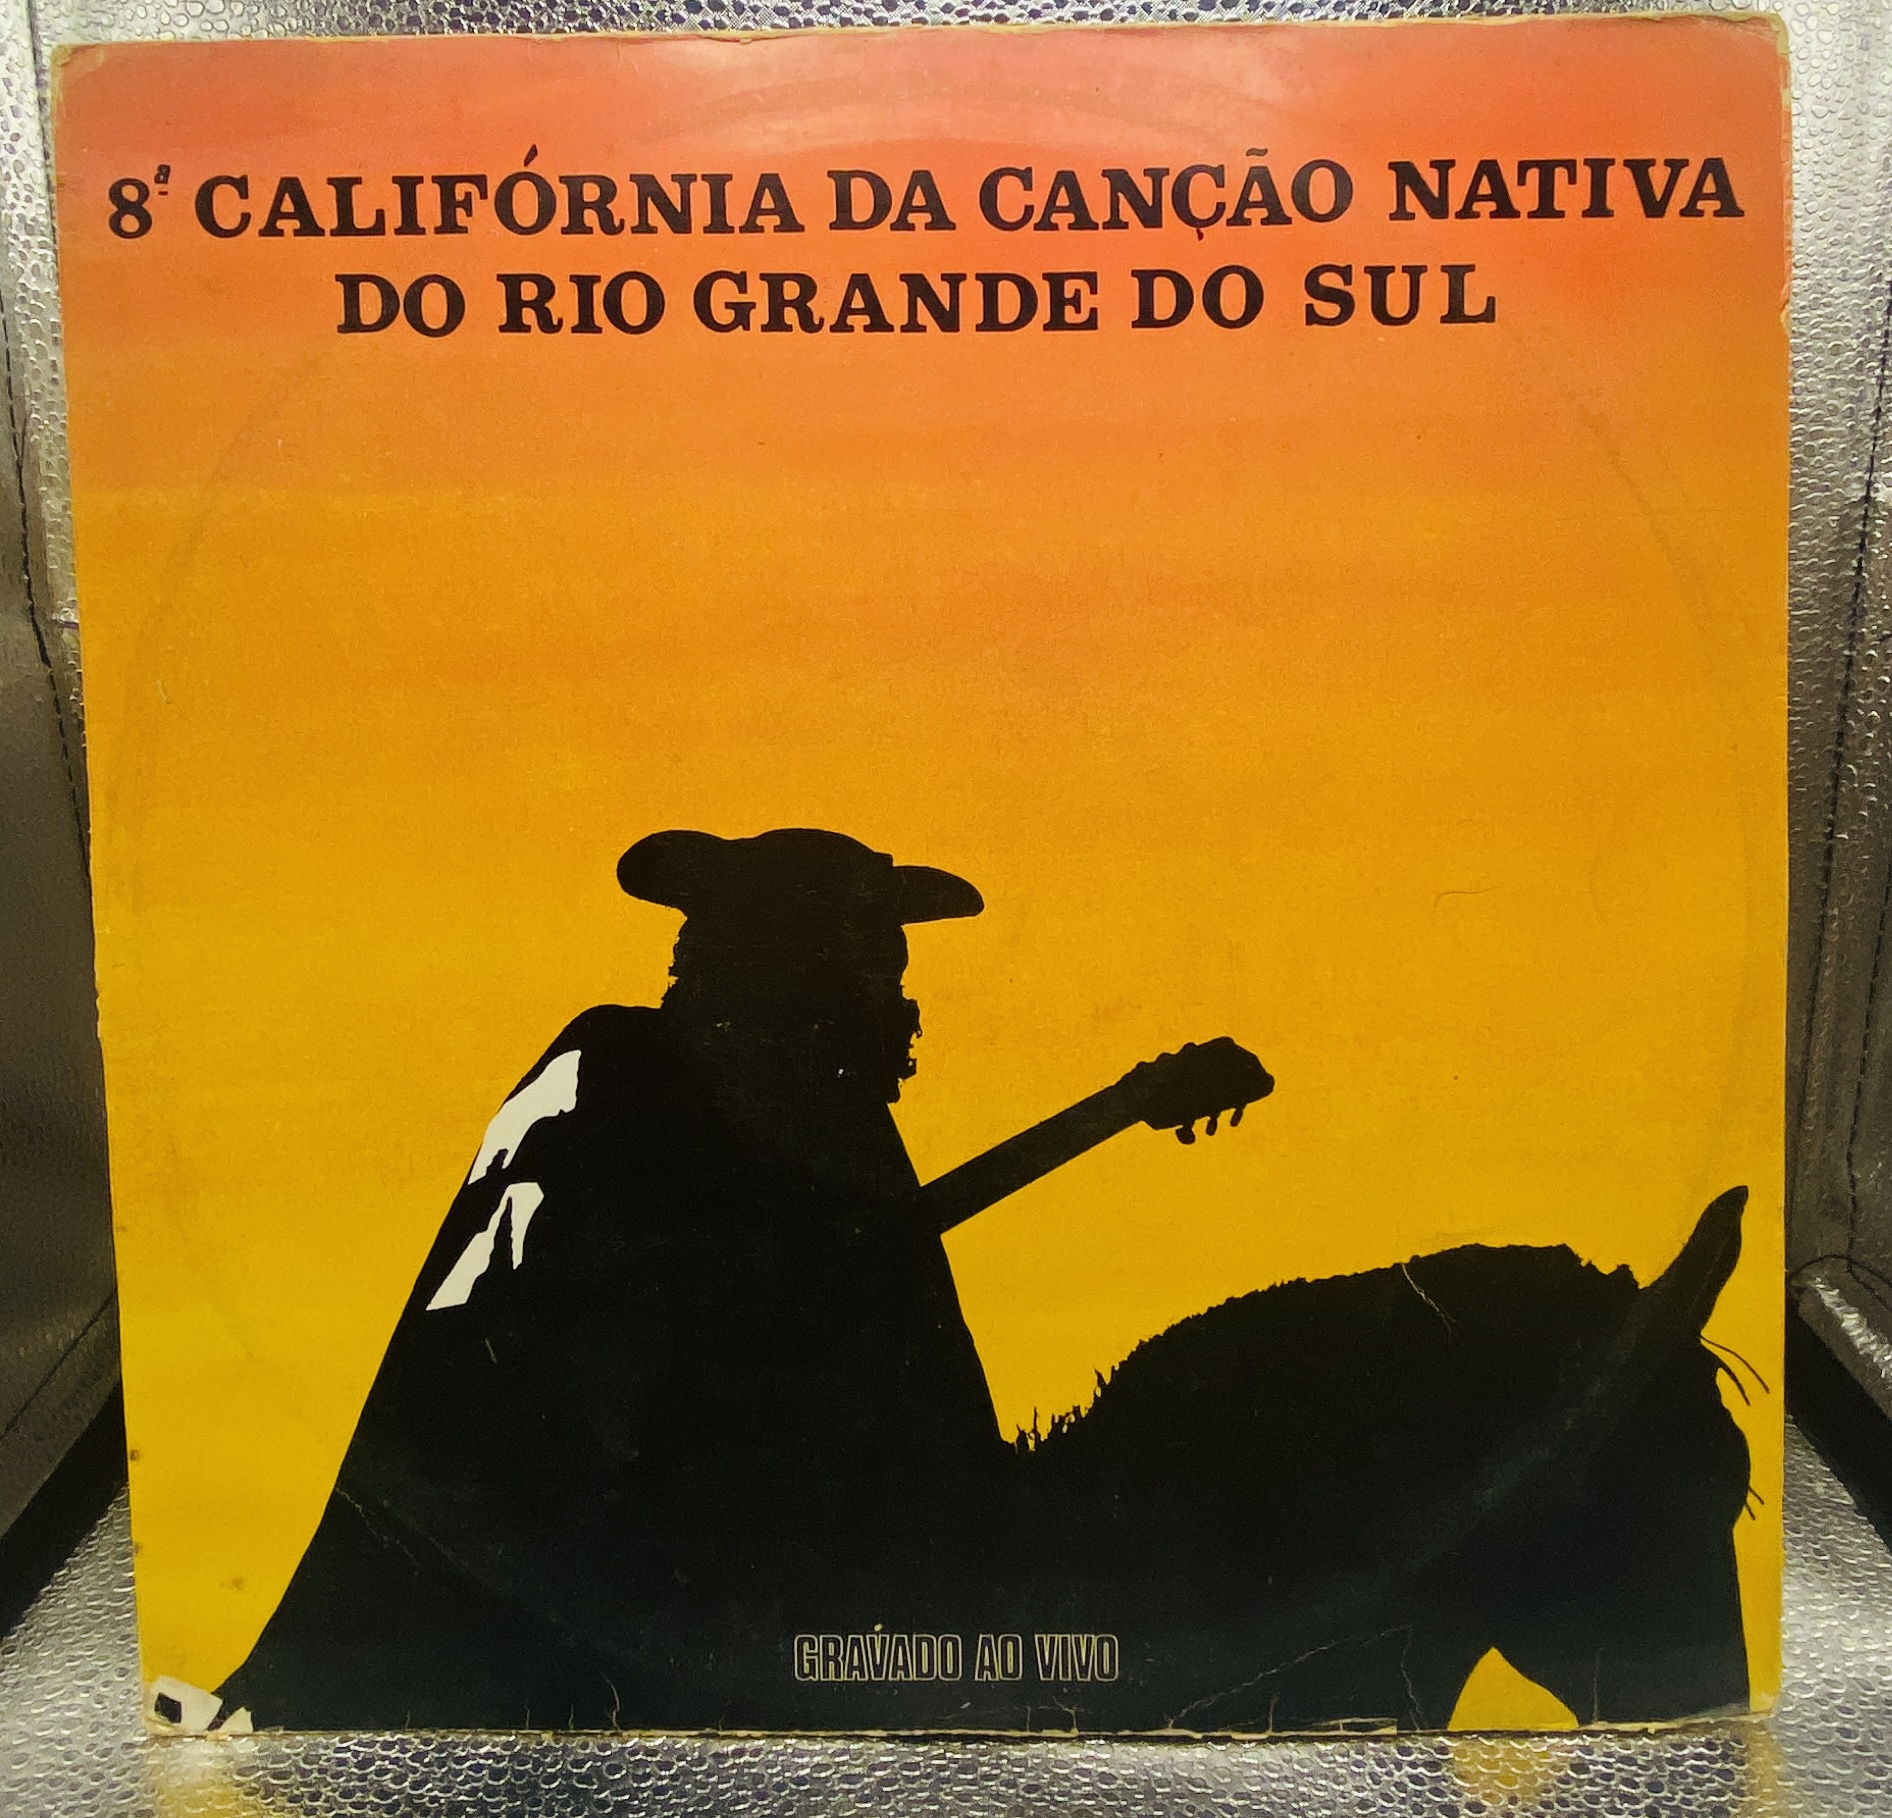 8ª CALIFÓRNIA DA CANÇÃO NATIVA
DO RIO GRANDE DO SUL
GRAVADO AO VIVO